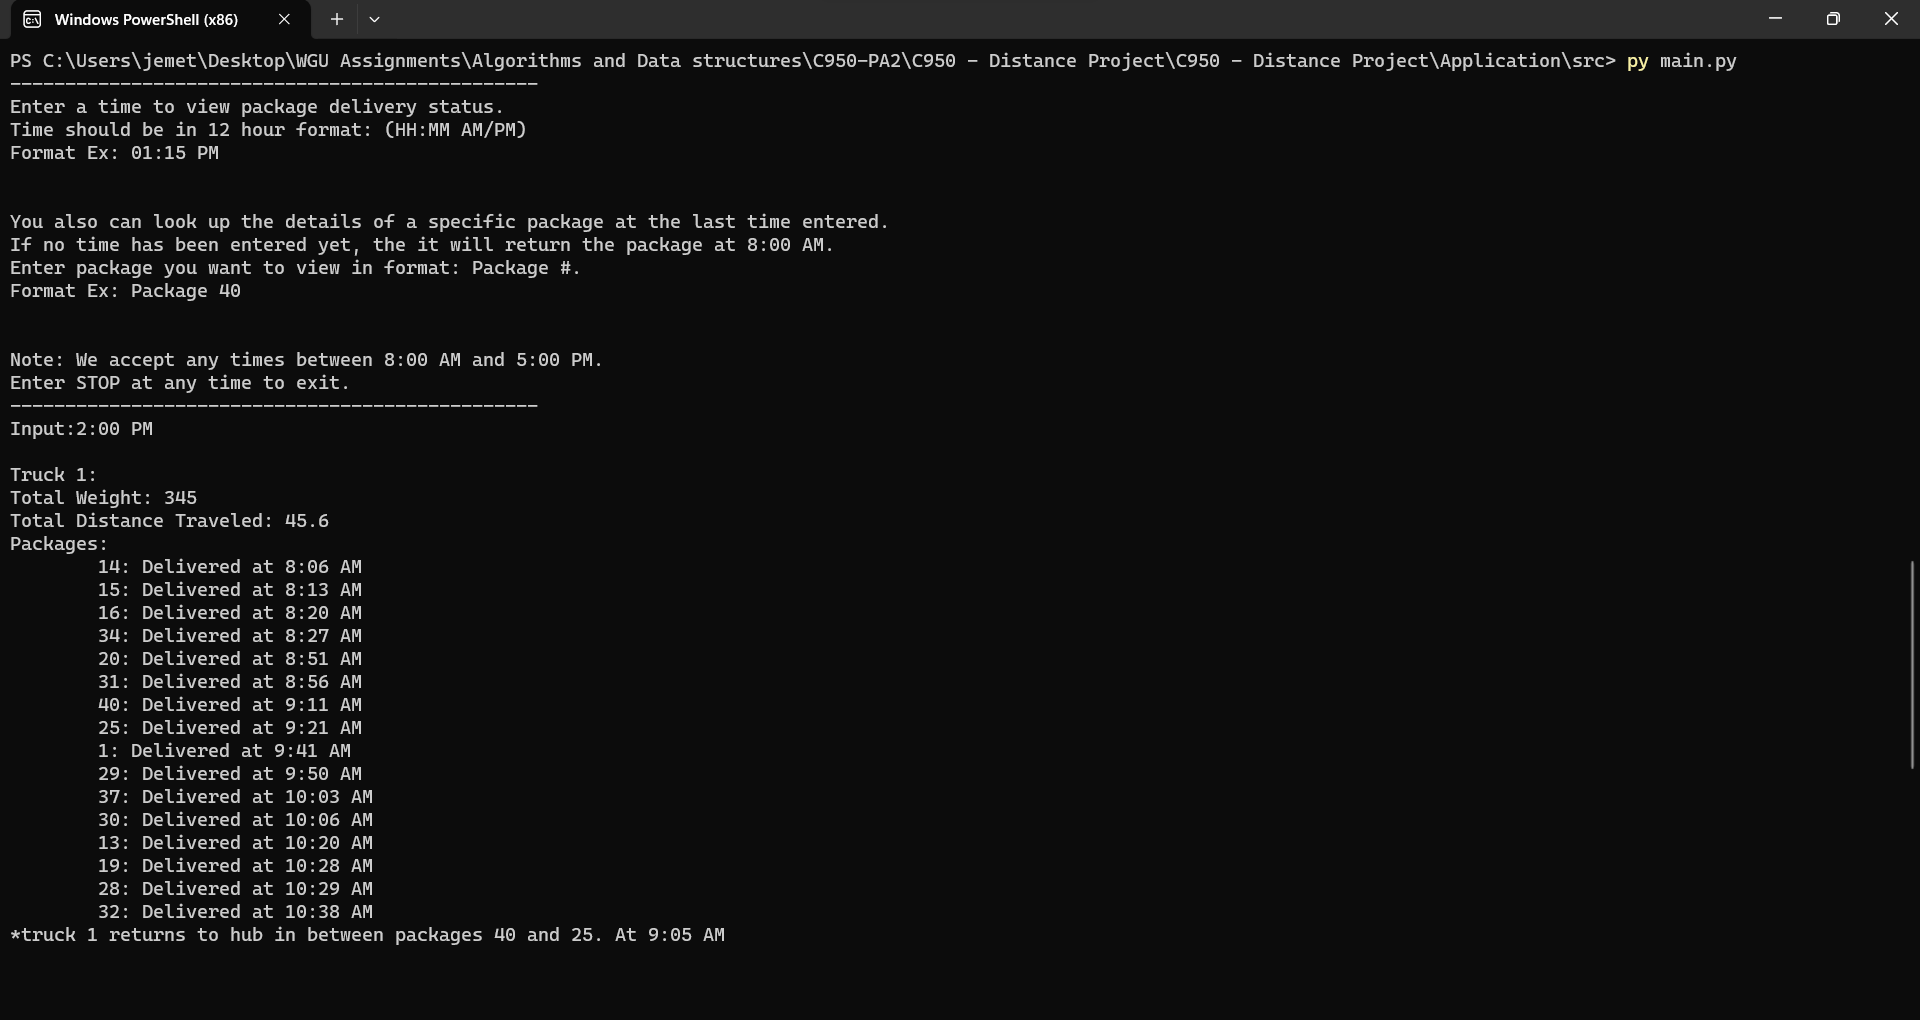 Windows PowerShell (x86)
PS C:\Users\jemet\Desktop\WGU Assignments\Algorithms and Data structures\C950-PA2\C950 - Distance Project\C950 - Distance Project\Application\src> py main.py
------------------------------------------------
Enter a time to view package delivery status.
Time should be in 12 hour format: (HH:MM AM/PM)
Format Ex: 01:15 PM
You also can look up the details of a specific package at the last time entered.
If no time has been entered yet, the it will return the package at 8:00 AM.
Enter package you want to view in format: Package #.
Format Ex: Package 40
Note: We accept any times between 8:00 AM and 5:00 PM.
Enter STOP at any time to exit.
------------------------------------------------
Input:2:00 PM
Truck 1:
Total Weight: 345
Total Distance Traveled: 45.6
Packages:
14: Delivered at 8:06 AM
15: Delivered at 8:13 AM
16: Delivered at 8:20 AM
34: Delivered at 8:27 AM
20: Delivered at 8:51 AM
31: Delivered at 8:56 AM
40: Delivered at 9:11 AM
25: Delivered at 9:21 AM
1: Delivered at 9:41 AM
29: Delivered at 9:50 AM
37: Delivered at 10:03 AM
30: Delivered at 10:06 AM
13: Delivered at 10:20 AM
19: Delivered at 10:28 AM
28: Delivered at 10:29 AM
32: Delivered at 10:38 AM
*truck 1 returns to hub in between packages 40 and 25. At 9:05 AM